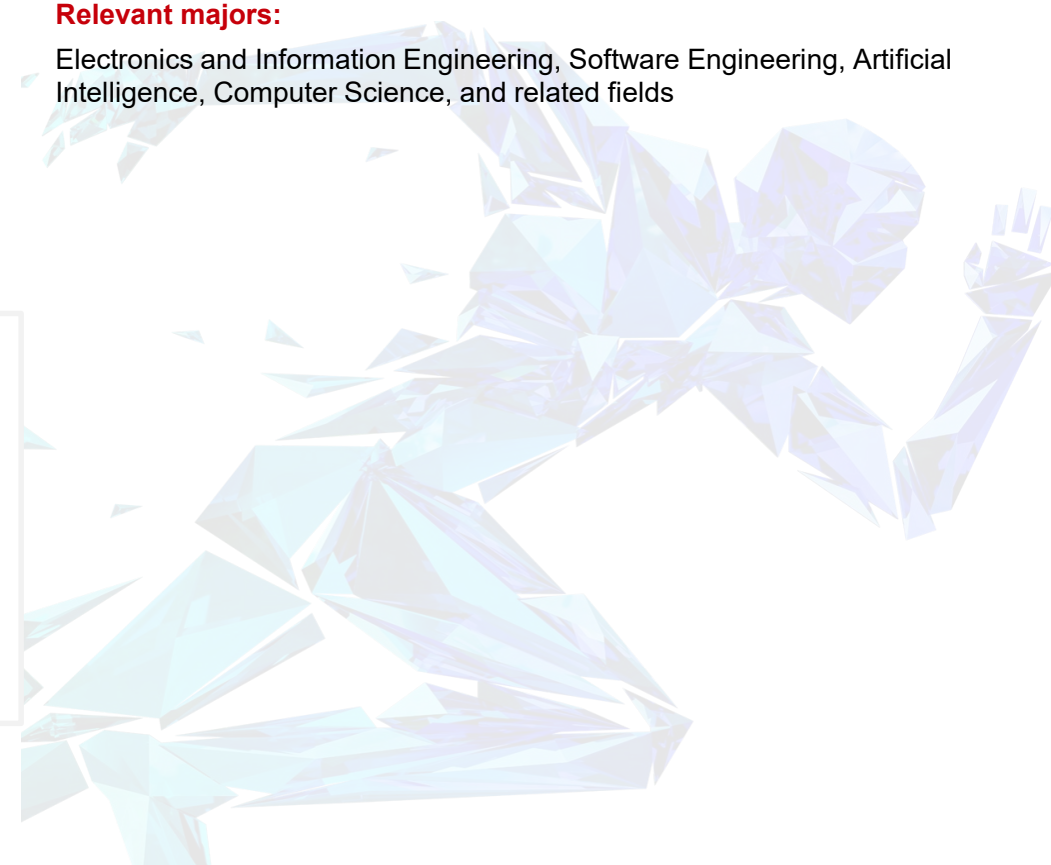 Relevant majors:
Electronics and Information Engineering, Software Engineering, Artificial
Intelligence, Computer Science, and related fields